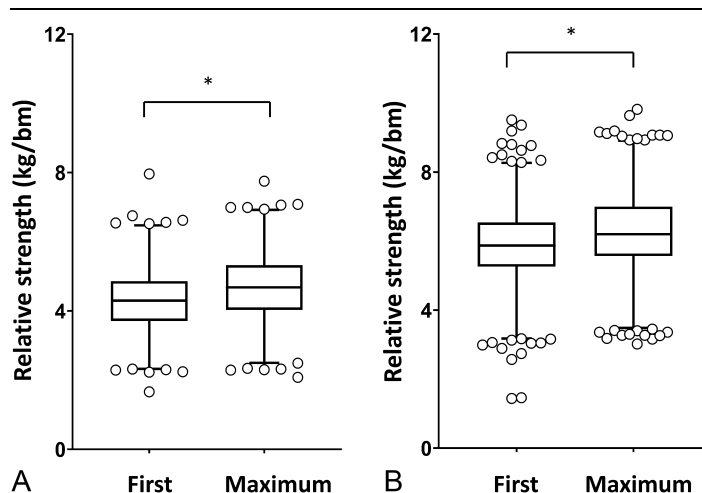 12
*
8
4
0
Relative strength (kg/bm)
First Maximum
A
12
*
8
4
0
Relative strength (kg/bm)
First Maximum
B